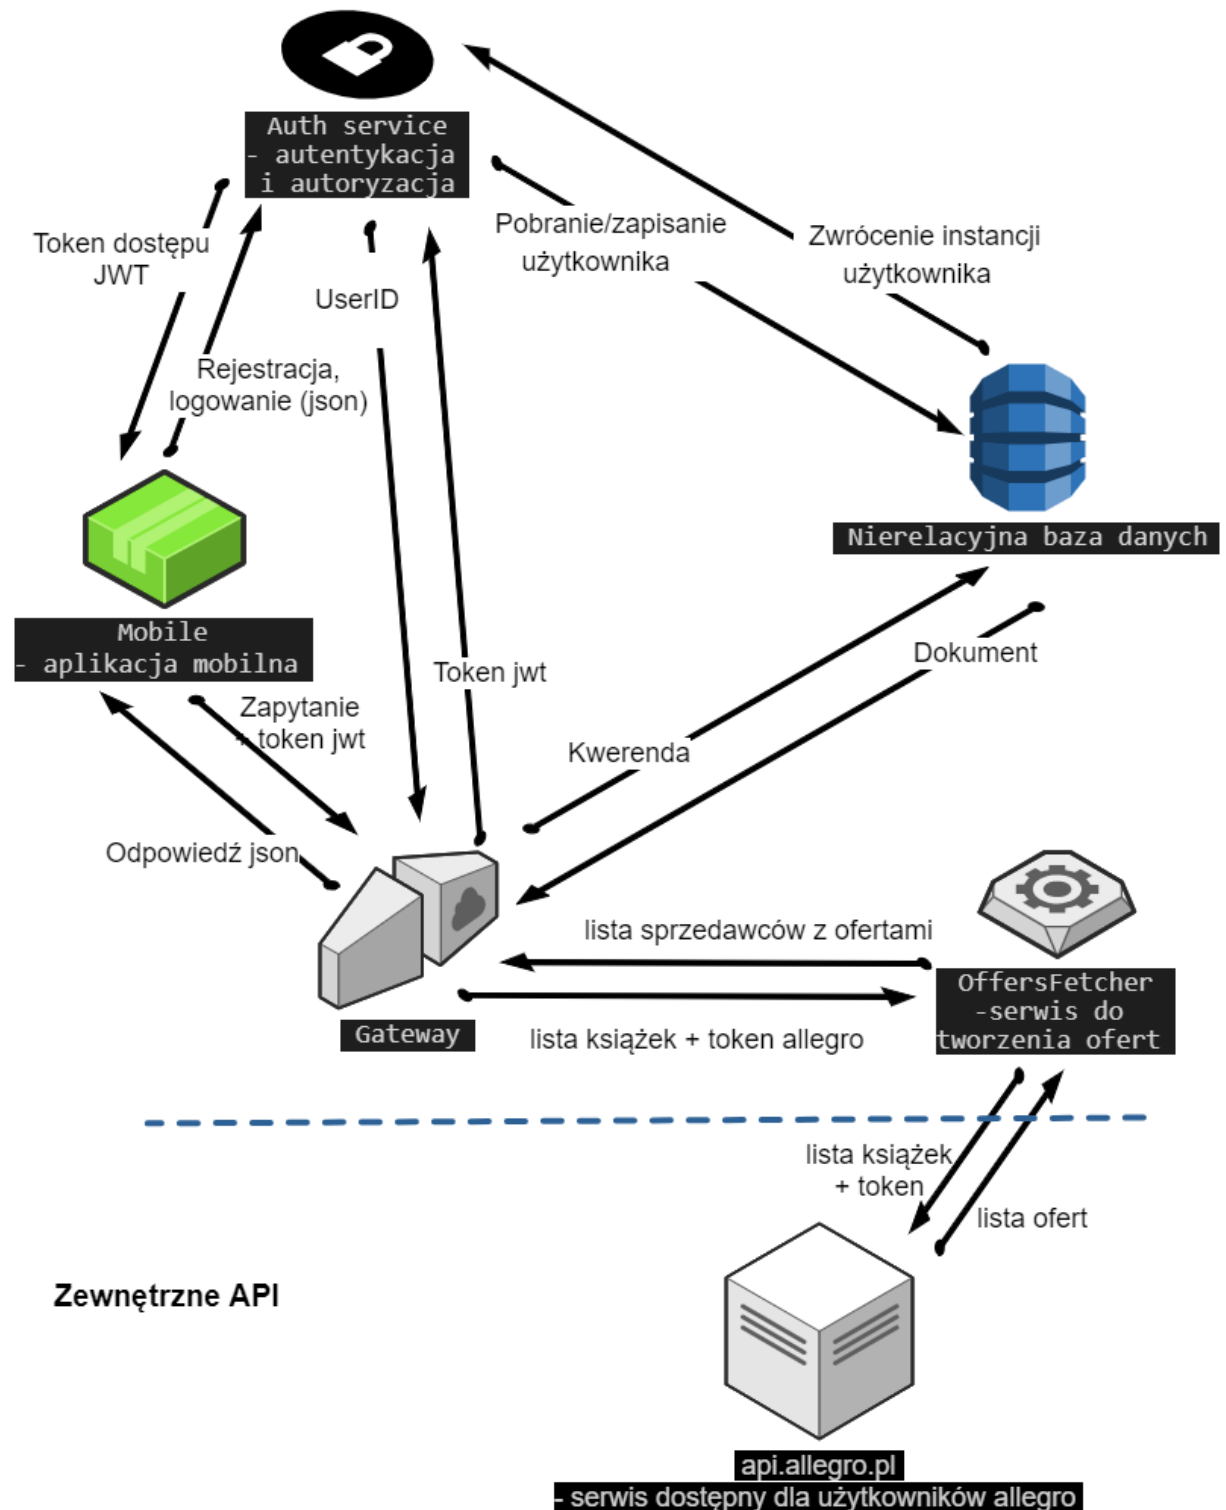 Auth service
- autentykacja
i autoryzacja
Token dostępu
JWT
UserID
Pobranie/zapisanie
użytkownika
Zwrócenie instancji
użytkownika
Rejestracja,
logowanie (json)
Nierelacyjna baza danych
Mobile
- aplikacja mobilna
Token jwt
Dokument
Zapytanie
+ token jwt
Kwerenda
Odpowiedź json
lista sprzedawców z ofertami
OffersFetcher
-serwis do
tworzenia ofert
Gateway
lista książek + token allegro
lista książek
+ token
lista ofert
Zewnętrzne API
api.allegro.pl
- serwis dostępny dla użytkowników allegro